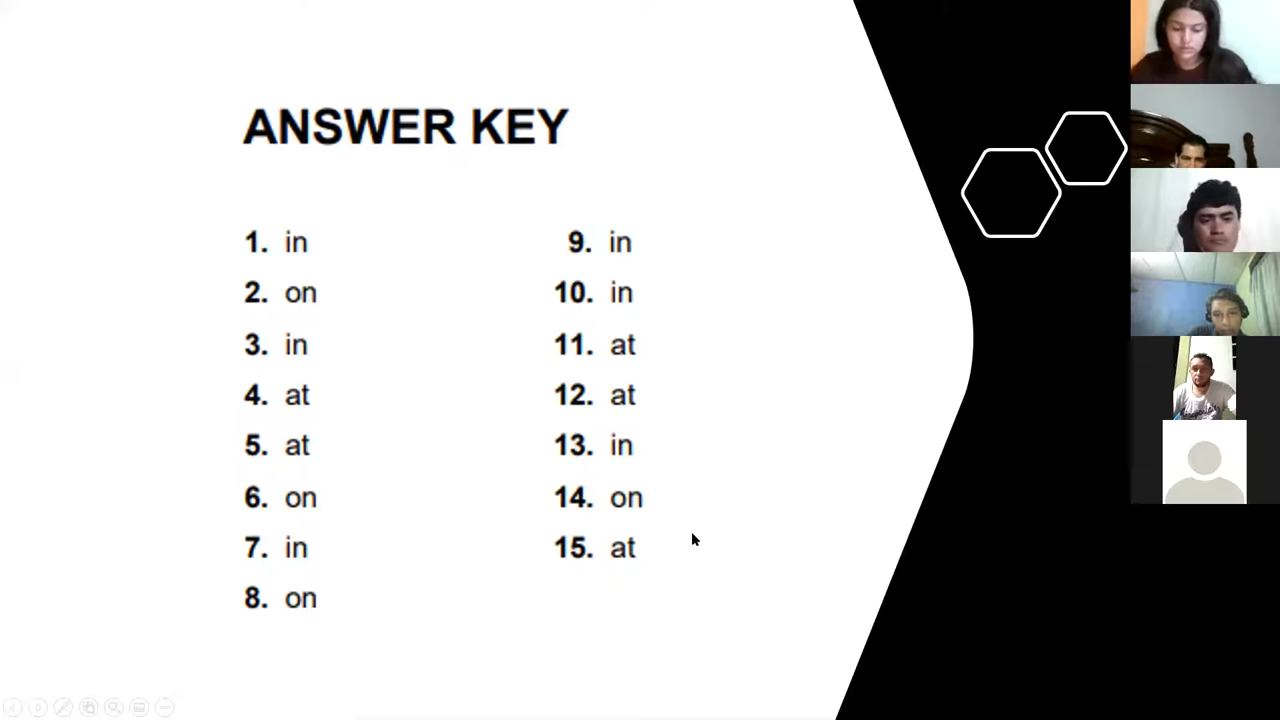 ANSWER KEY
1. in
2. on
3. in
4. at
5. at
6. on
7. in
8. on
9. in
10. in
11. at
12. at
13. in
14. on
15. at